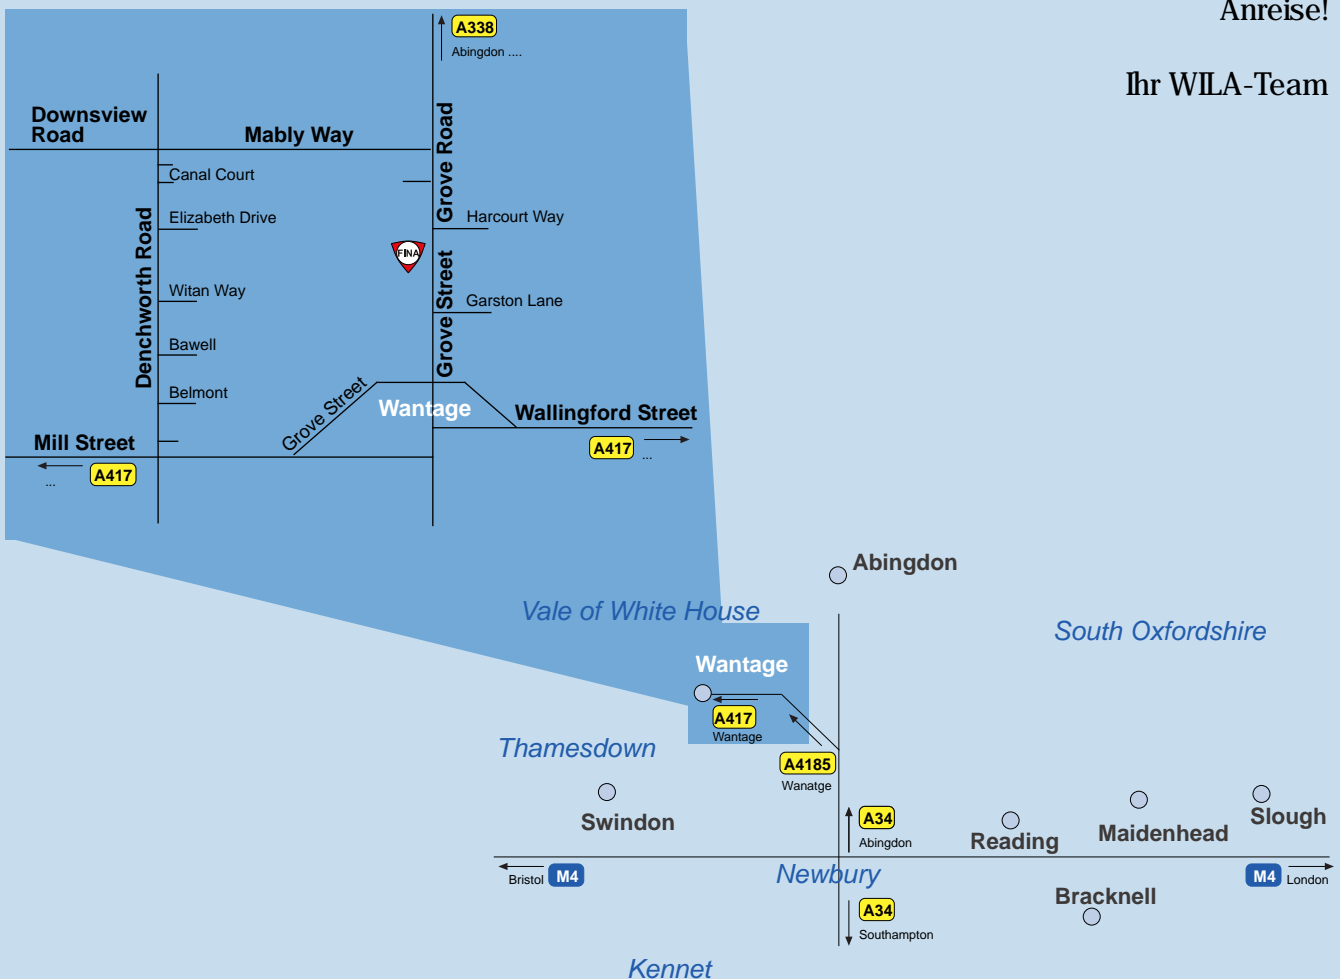 Anreise!
Ihr WILA-Team
A338
Abingdon ....
Downsview
Road
Mably Way
Grove Road
Canal Court
Elizabeth Drive
Harcourt Way
Denchworth Road
FINA
Grove Street
Witan Way
Garston Lane
Bawell
Belmont
Grove Street
Wantage
Wallingford Street
Mill Street
A417
...
A417
...
Abingdon
Vale of White House
South Oxfordshire
Wantage
A417
Wantage
Thamesdown
A4185
Wanatge
Swindon
A34
Abingdon
Reading
Maidenhead
Slough
Bristol
M4
Newbury
M4
London
Bracknell
A34
Southampton
Kennet